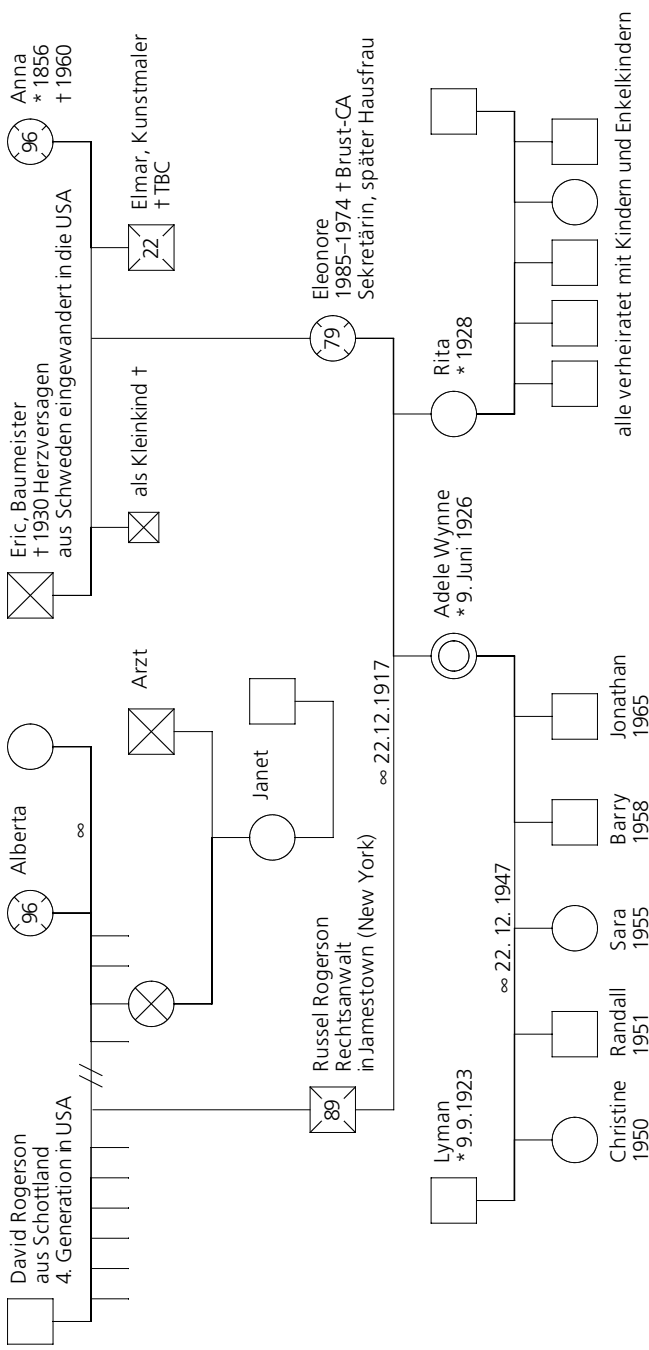 David Rogerson
aus Schottland
4. Generation in USA
96
Alberta
∞
Eric, Baumeister
† 1930 Herzversagen
aus Schweden eingewandert in die USA
96
Anna
* 1856
† 1960
Arzt
als Kleinkind †
22
Elmar, Kunstmaler
† TBC
Janet
89
Russel Rogerson
Rechtsanwalt
in Jamestown (New York)
∞ 22.12.1917
79
Eleonore
1985–1974 † Brust-CA
Sekretärin, später Hausfrau
Lyman
* 9.9.1923
∞ 22. 12. 1947
Adele Wynne
* 9. Juni 1926
Rita
* 1928
Christine
1950
Randall
1951
Sara
1955
Barry
1958
Jonathan
1965
alle verheiratet mit Kindern und Enkelkindern